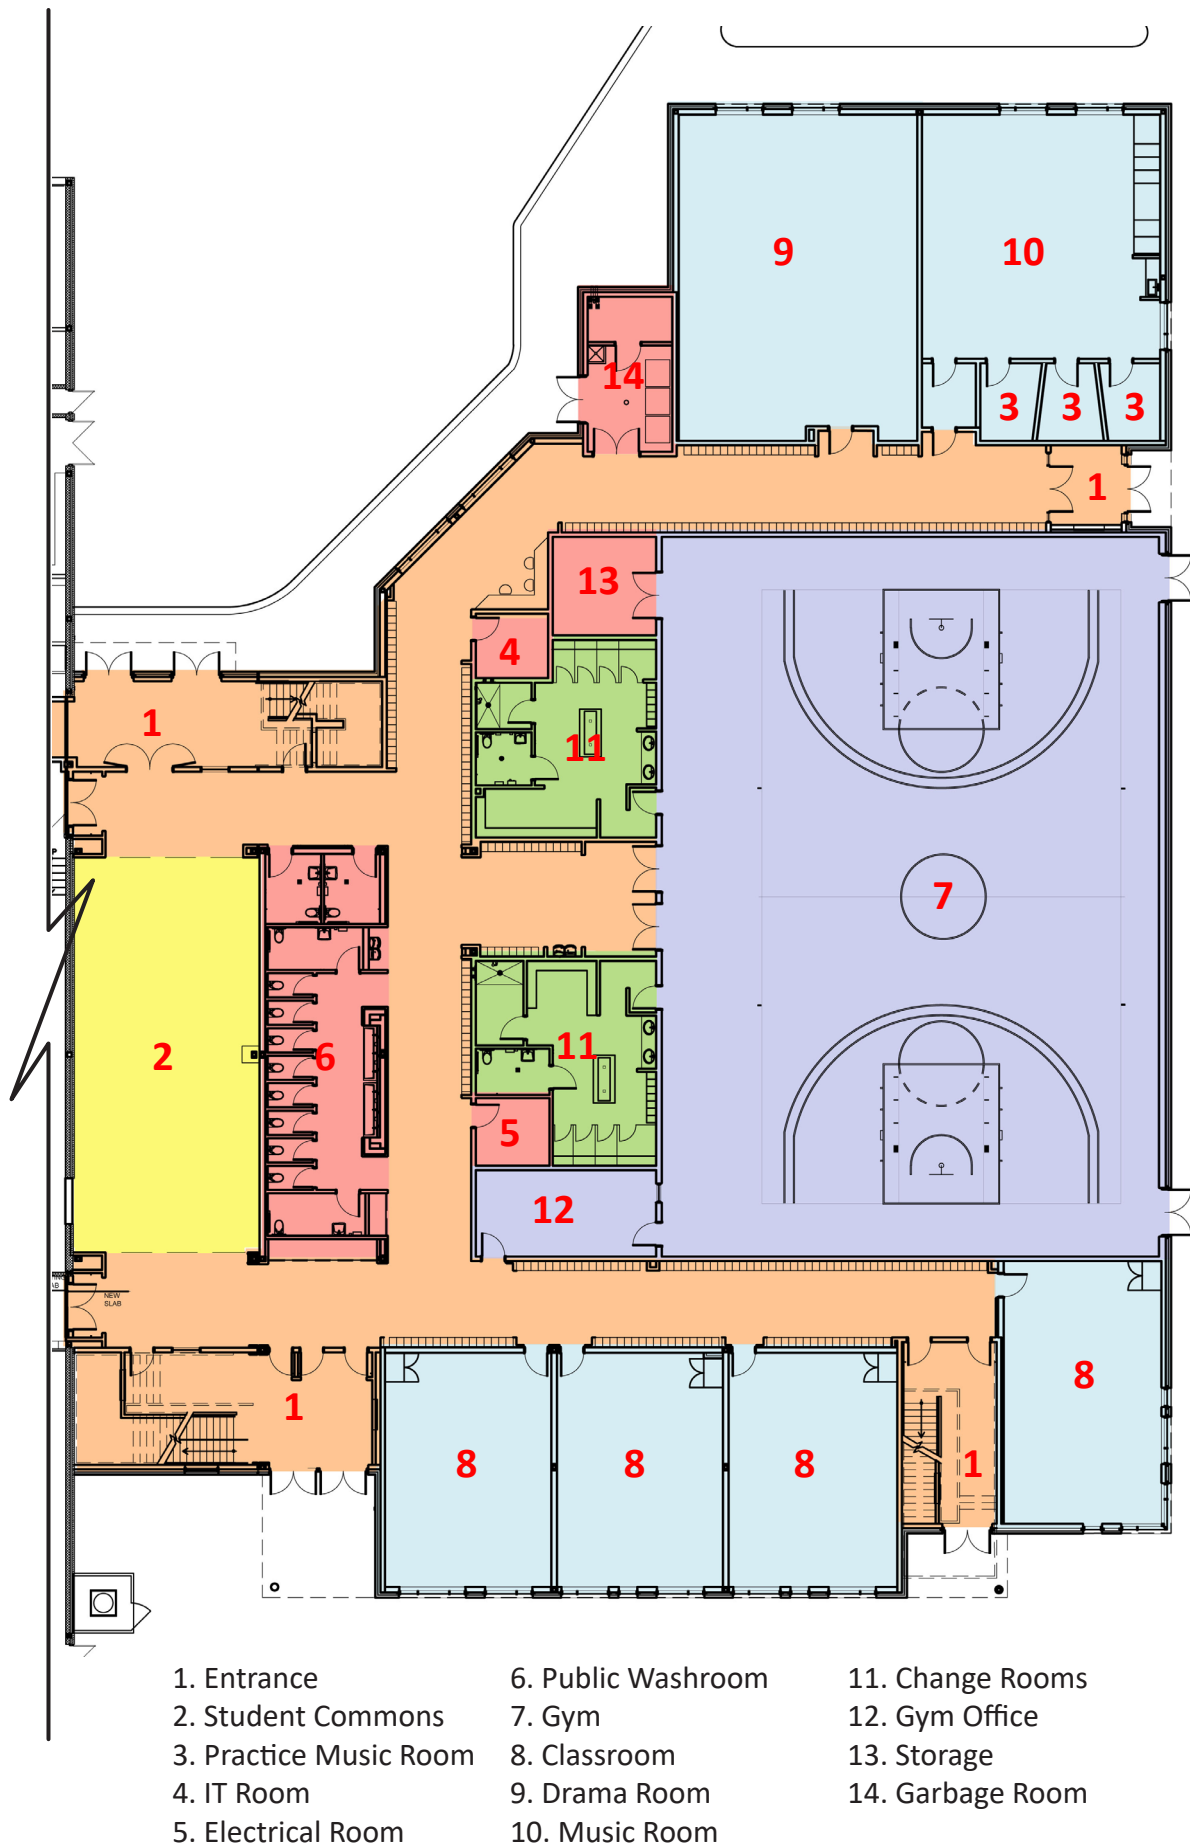 9
10
14
3
3
3
1
13
4
1
11
7
2
6
11
5
12
NEW
SLAB
8
1
8
8
8
1
1. Entrance
2. Student Commons
3. Practice Music Room
4. IT Room
5. Electrical Room
6. Public Washroom
7. Gym
8. Classroom
9. Drama Room
10. Music Room
11. Change Rooms
12. Gym Office
13. Storage
14. Garbage Room